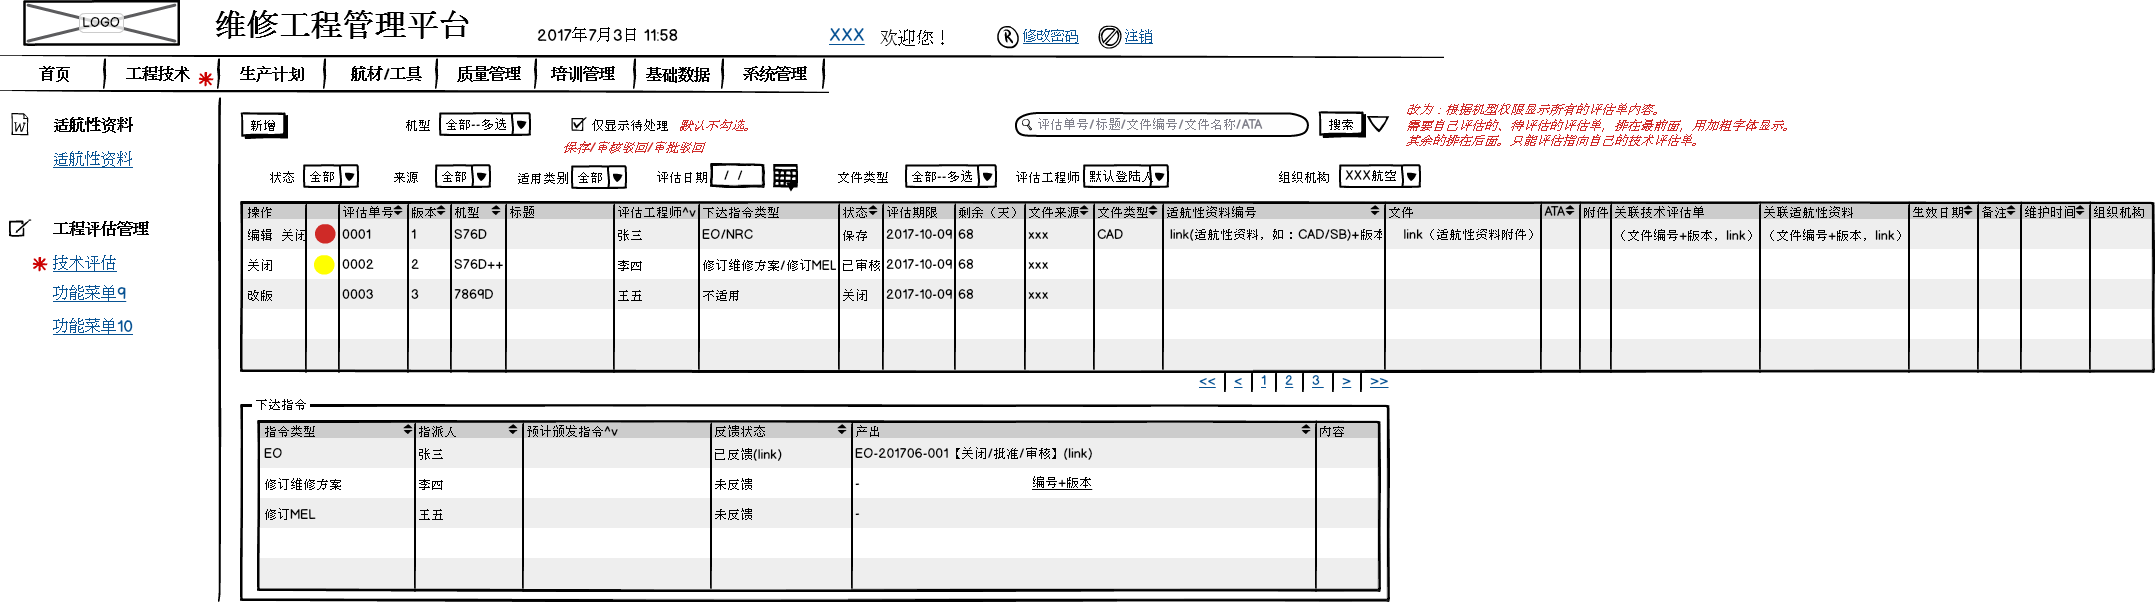 LOGO 维修工程管理平台 2017年7月3日 11:58 XXX 欢迎您！ R 修改密码 注销
首页 工程技术 生产计划 航材/工具 质量管理 培训管理 基础数据 系统管理
W 适航性资料
适航性资料
工程评估管理
技术评估
功能菜单9
功能菜单10
新增 机型 全部--多选 仅显示待处理 默认不勾选。 评估单号/标题/文件编号/文件名称/ATA 搜索
保存/审核驳回/审批驳回
改为：根据机型权限显示所有的评估单内容。
需要自己评估的、待评估的评估单，排在最前面，用加粗字体显示。
其余的排在后面。只能评估指向自己的技术评估单。
状态 全部 来源 全部 适用类别 全部 评估日期 / / 文件类型 全部--多选 评估工程师 默认登陆人 组织机构 XXX航空
操作 评估单号 版本 机型 标题 评估工程师^v 下达指令类型 状态 评估期限 剩余（天） 文件来源 文件类型 适航性资料编号 文件 ATA 附件 关联技术评估单 关联适航性资料 生效日期 备注 维护时间 组织机构
编辑 关闭 0001 1 S76D 张三 EO/NRC 保存 2017-10-09 68 xxx CAD link(适航性资料，如：CAD/SB)+版本 link（适航性资料附件） （文件编号+版本，link） （文件编号+版本，link）
关闭 0002 2 S76D++ 李四 修订维修方案/修订MEL 已审核 2017-10-09 68 xxx
改版 0003 3 7869D 王五 不适用 关闭 2017-10-09 68 xxx
<< < 1 2 3 > >>
下达指令
指令类型 指派人 预计颁发指令^v 反馈状态 产出 内容
EO 张三 已反馈(link) EO-201706-001【关闭/批准/审核】(link)
修订维修方案 李四 未反馈 - 编号+版本
修订MEL 王五 未反馈 -